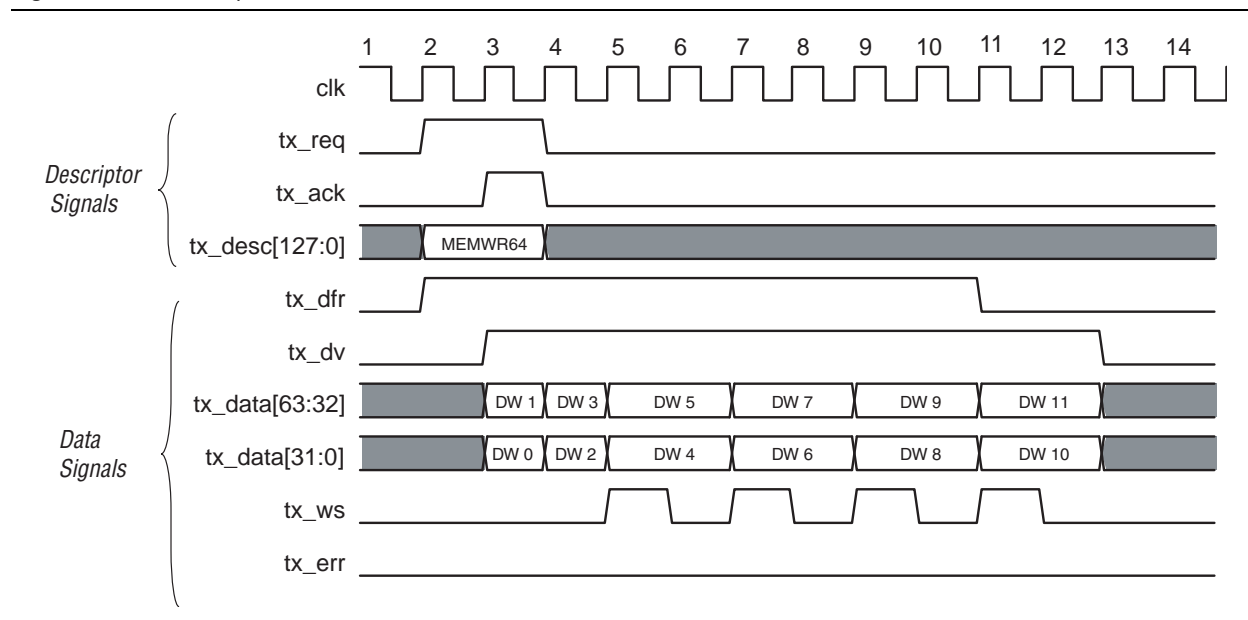 1 2 3 4 5 6 7 8 9 10 11 12 13 14
clk
tx_req
Descriptor
Signals
tx_ack
tx_desc[127:0] MEMWR64
tx_dfr
tx_dv
tx_data[63:32] DW 1 DW 3 DW 5 DW 7 DW 9 DW 11
Data
Signals
tx_data[31:0] DW 0 DW 2 DW 4 DW 6 DW 8 DW 10
tx_ws
tx_err